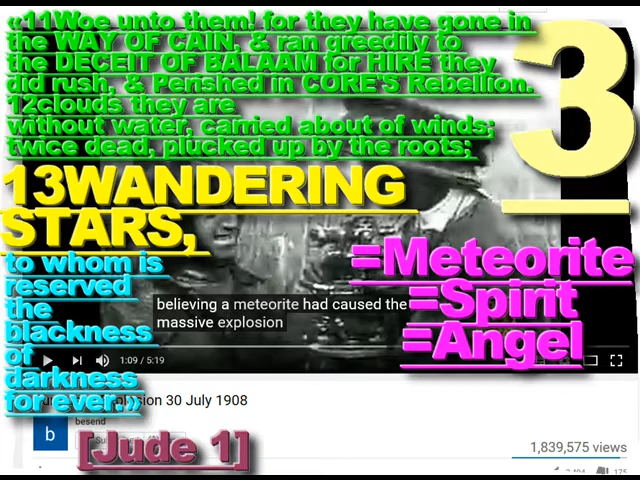 «11Woe unto them! for they have gone in
the WAY OF CAIN, & ran greedily to
the DECEIT OF BALAAM for HIRE they
did rush, & Perished in CORE'S Rebellion.
12clouds they are
without water, carried about of winds;
twice dead, plucked up by the roots;
3
13WANDERING
STARS,
to whom is
reserved
the
blackness
of
darkness
for ever.»
=Meteorite
=Spirit
=Angel
believing a meteorite had caused the
massive explosion
1:09 / 5:19
30 July 1908
besend
b
[Jude 1]
1,839,575 views
175